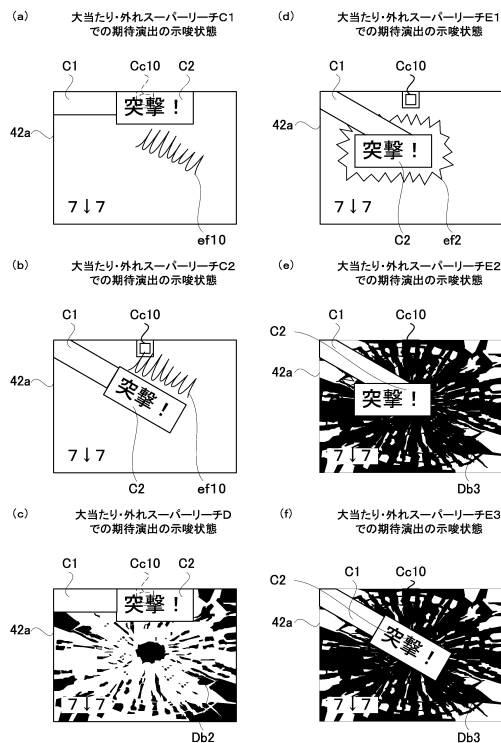 (a) 大当たり・外れスーパーリーチC1
での期待演出の示唆状態
C1 Cc10 C2
突撃！
42a
7↓7
ef10
(b) 大当たり・外れスーパーリーチC2
での期待演出の示唆状態
C1 Cc10
42a
突撃！
7↓7
C2 ef10
(c) 大当たり・外れスーパーリーチD
での期待演出の示唆状態
C1 Cc10 C2
突撃！
42a
7↓7
Db2
(d) 大当たり・外れスーパーリーチE1
での期待演出の示唆状態
C1 Cc10
42a
突撃！
7↓7
C2 ef2
(e) 大当たり・外れスーパーリーチE2
での期待演出の示唆状態
C2 C1 Cc10
42a
突撃！
7↓7
Db3
(f) 大当たり・外れスーパーリーチE3
での期待演出の示唆状態
C2 C1 Cc10
42a
突撃！
7↓7
Db3